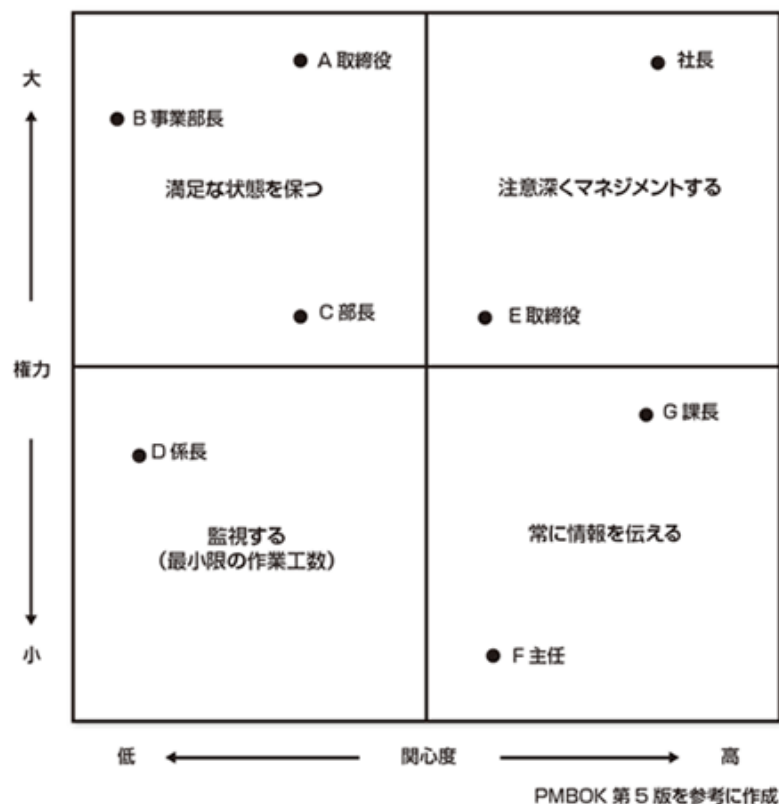 大
A 取締役
社長
B 事業部長
満足な状態を保つ
注意深くマネジメントする
C 部長
E 取締役
権力
G 課長
D 係長
監視する
（最小限の作業工数）
常に情報を伝える
小
F 主任
低
関心度
高
PMBOK 第 5 版を参考に作成